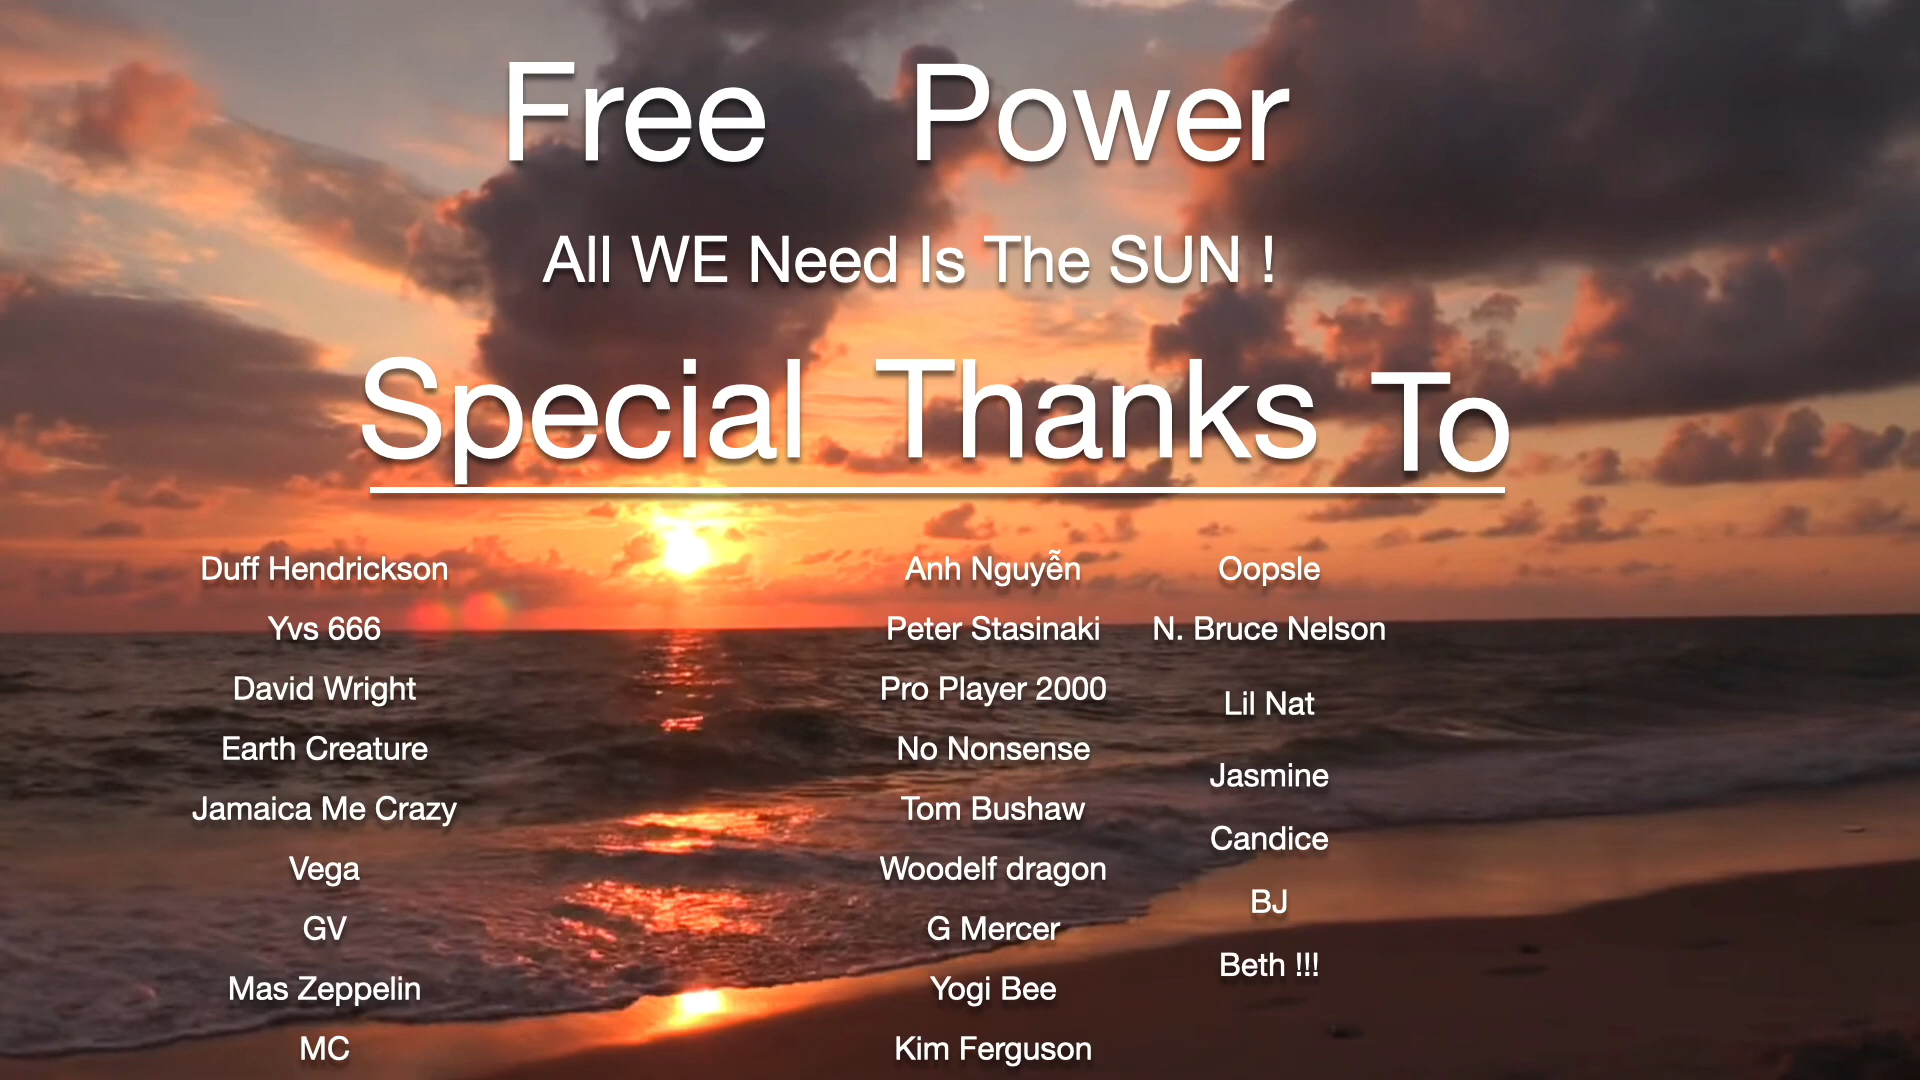 Free Power
All WE Need Is The SUN !
Special Thanks To
Duff Hendrickson
Yvs 666
David Wright
Earth Creature
Jamaica Me Crazy
Vega
GV
Mas Zeppelin
MC
Anh Nguyễn
Peter Stasinaki
Pro Player 2000
No Nonsense
Tom Bushaw
Woodelf dragon
G Mercer
Yogi Bee
Kim Ferguson
Oopsle
N. Bruce Nelson
Lil Nat
Jasmine
Candice
BJ
Beth !!!